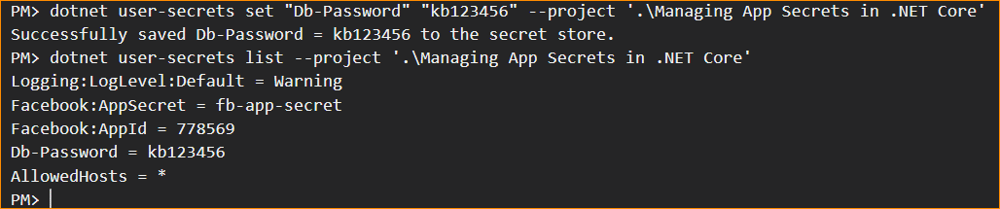 PM> dotnet user-secrets set "Db-Password" "kb123456" --project '.\Managing App Secrets in .NET Core'
Successfully saved Db-Password = kb123456 to the secret store.
PM> dotnet user-secrets list --project '.\Managing App Secrets in .NET Core'
Logging:LogLevel:Default = Warning
Facebook:AppSecret = fb-app-secret
Facebook:AppId = 778569
Db-Password = kb123456
AllowedHosts = *
PM>